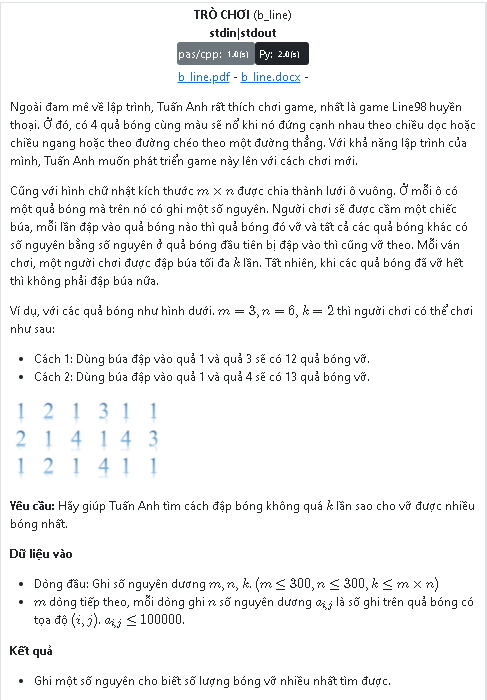 TRÒ CHƠI (b_line)
stdin|stdout
pas/cpp: 1.0(s) Py: 2.0(s)
b_line.pdf - b_line.docx -
Ngoài đam mê về lập trình, Tuấn Anh rất thích chơi game, nhất là game Line98 huyền
thoại. Ở đó, có 4 quả bóng cùng màu sẽ nổ khi nó đứng cạnh nhau theo chiều dọc hoặc
chiều ngang hoặc theo đường chéo theo một đường thẳng. Với khả năng lập trình của
mình, Tuấn Anh muốn phát triển game này lên với cách chơi mới.
Cũng với hình chữ nhật kích thước m × n được chia thành lưới ô vuông. Ở mỗi ô có
một quả bóng mà trên nó có ghi một số nguyên. Người chơi sẽ được cầm một chiếc
búa, mỗi lần đập vào quả bóng nào thì quả bóng đó vỡ và tất cả các quả bóng khác có
số nguyên bằng số nguyên ở quả bóng đầu tiên bị đập vào thì cũng vỡ theo. Mỗi ván
chơi, một người chơi được đập búa tối đa k lần. Tất nhiên, khi các quả bóng đã vỡ hết
thì không phải đập búa nữa.
Ví dụ, với các quả bóng như hình dưới. m = 3, n = 6, k = 2 thì người chơi có thể chơi
như sau:
• Cách 1: Dùng búa đập vào quả 1 và quả 3 sẽ có 12 quả bóng vỡ.
• Cách 2: Dùng búa đập vào quả 1 và quả 4 sẽ có 13 quả bóng vỡ.
1 2 1 3 1 1
2 1 4 1 4 3
1 2 1 4 1 1
Yêu cầu: Hãy giúp Tuấn Anh tìm cách đập bóng không quá k lần sao cho vỡ được nhiều
bóng nhất.
Dữ liệu vào
• Dòng đầu: Ghi số nguyên dương m, n, k. (m ≤ 300, n ≤ 300, k ≤ m × n)
• m dòng tiếp theo, mỗi dòng ghi n số nguyên dương a_{i,j} là số ghi trên quả bóng có
tọa độ (i, j). a_{i,j} ≤ 100000.
Kết quả
• Ghi một số nguyên cho biết số lượng bóng vỡ nhiều nhất tìm được.